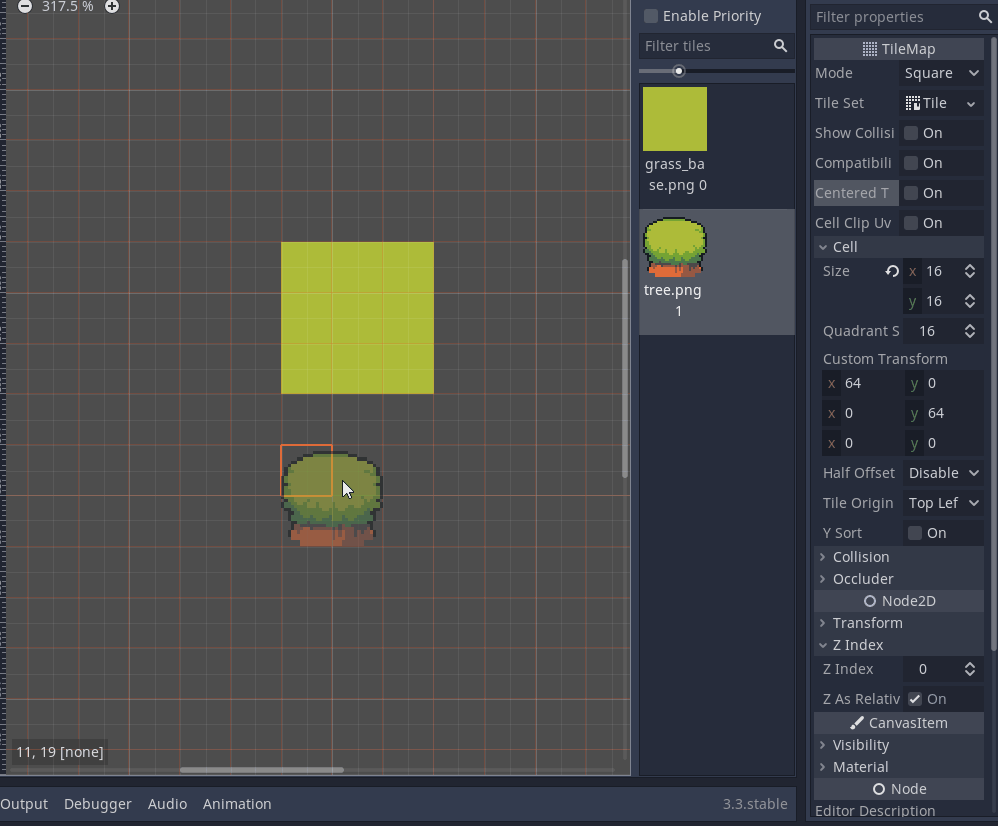 317.5 %
11, 19 [none]
Output Debugger Audio Animation 3.3.stable
Enable Priority
Filter tiles
grass_ba
se.png 0
tree.png
1
Filter properties
TileMap
Mode Square
Tile Set Tile
Show Collisi On
Compatibili On
Centered T On
Cell Clip Uv On
Cell
Size x 16
y 16
Quadrant S 16
Custom Transform
x 64 y 0
x 0 y 64
x 0 y 0
Half Offset Disable
Tile Origin Top Lef
Y Sort On
Collision
Occluder
Node2D
Transform
Z Index
Z Index 0
Z As Relativ On
CanvasItem
Visibility
Material
Node
Editor Description